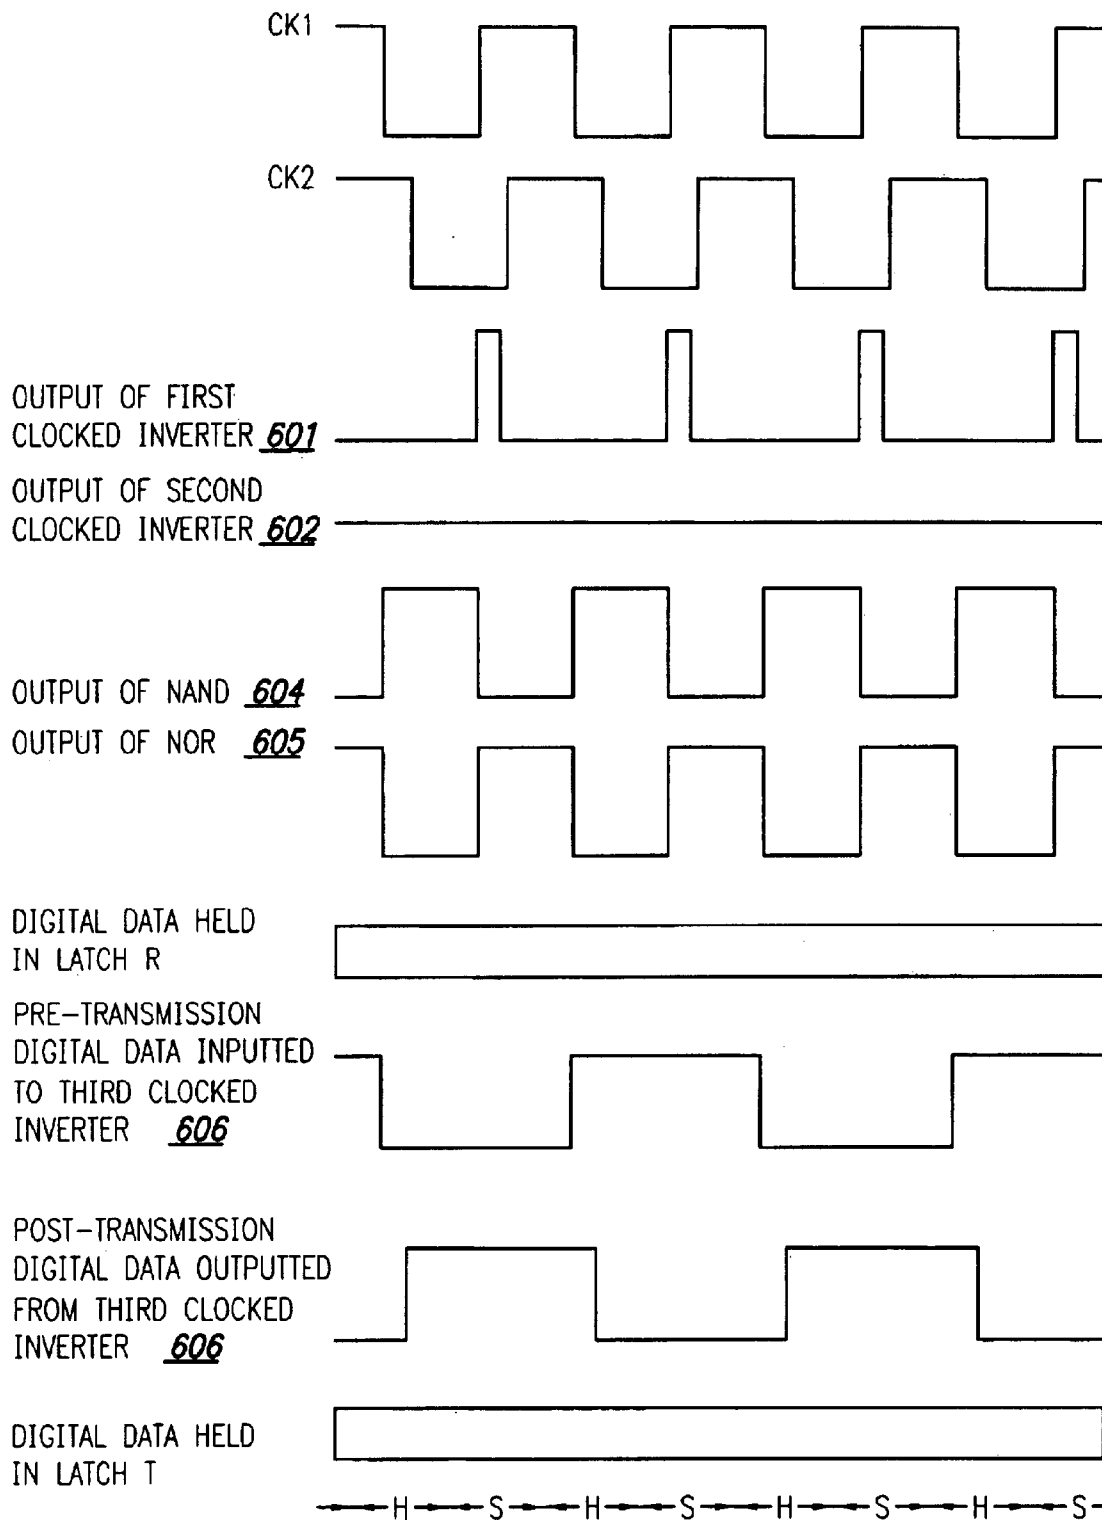 CK1
CK2
OUTPUT OF FIRST
CLOCKED INVERTER 601
OUTPUT OF SECOND
CLOCKED INVERTER 602
OUTPUT OF NAND 604
OUTPUT OF NOR 605
DIGITAL DATA HELD
IN LATCH R
PRE-TRANSMISSION
DIGITAL DATA INPUTTED
TO THIRD CLOCKED
INVERTER 606
POST-TRANSMISSION
DIGITAL DATA OUTPUTTED
FROM THIRD CLOCKED
INVERTER 606
DIGITAL DATA HELD
IN LATCH T
H S H S H S H S